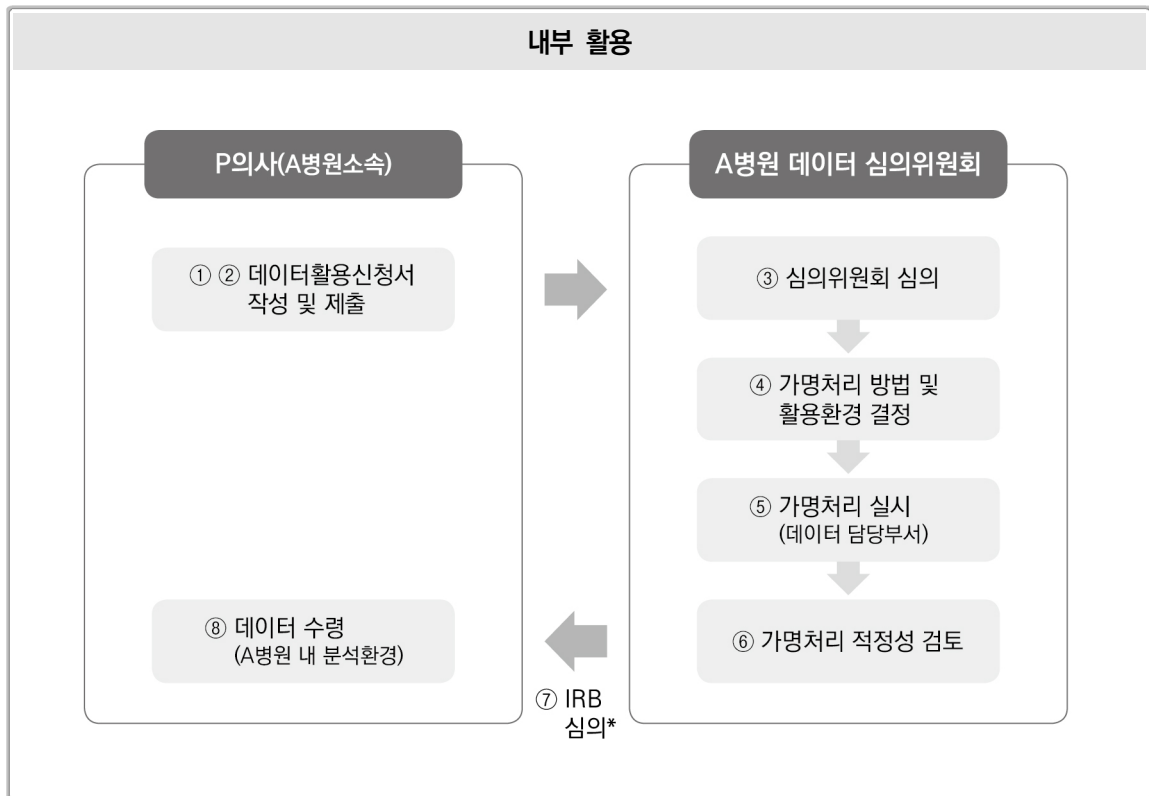 내부 활용
P의사(A병원소속)
① ② 데이터활용신청서
작성 및 제출
A병원 데이터 심의위원회
③ 심의위원회 심의
④ 가명처리 방법 및
활용환경 결정
⑤ 가명처리 실시
(데이터 담당부서)
⑥ 가명처리 적정성 검토
⑦ IRB
심의*
⑧ 데이터 수령
(A병원 내 분석환경)